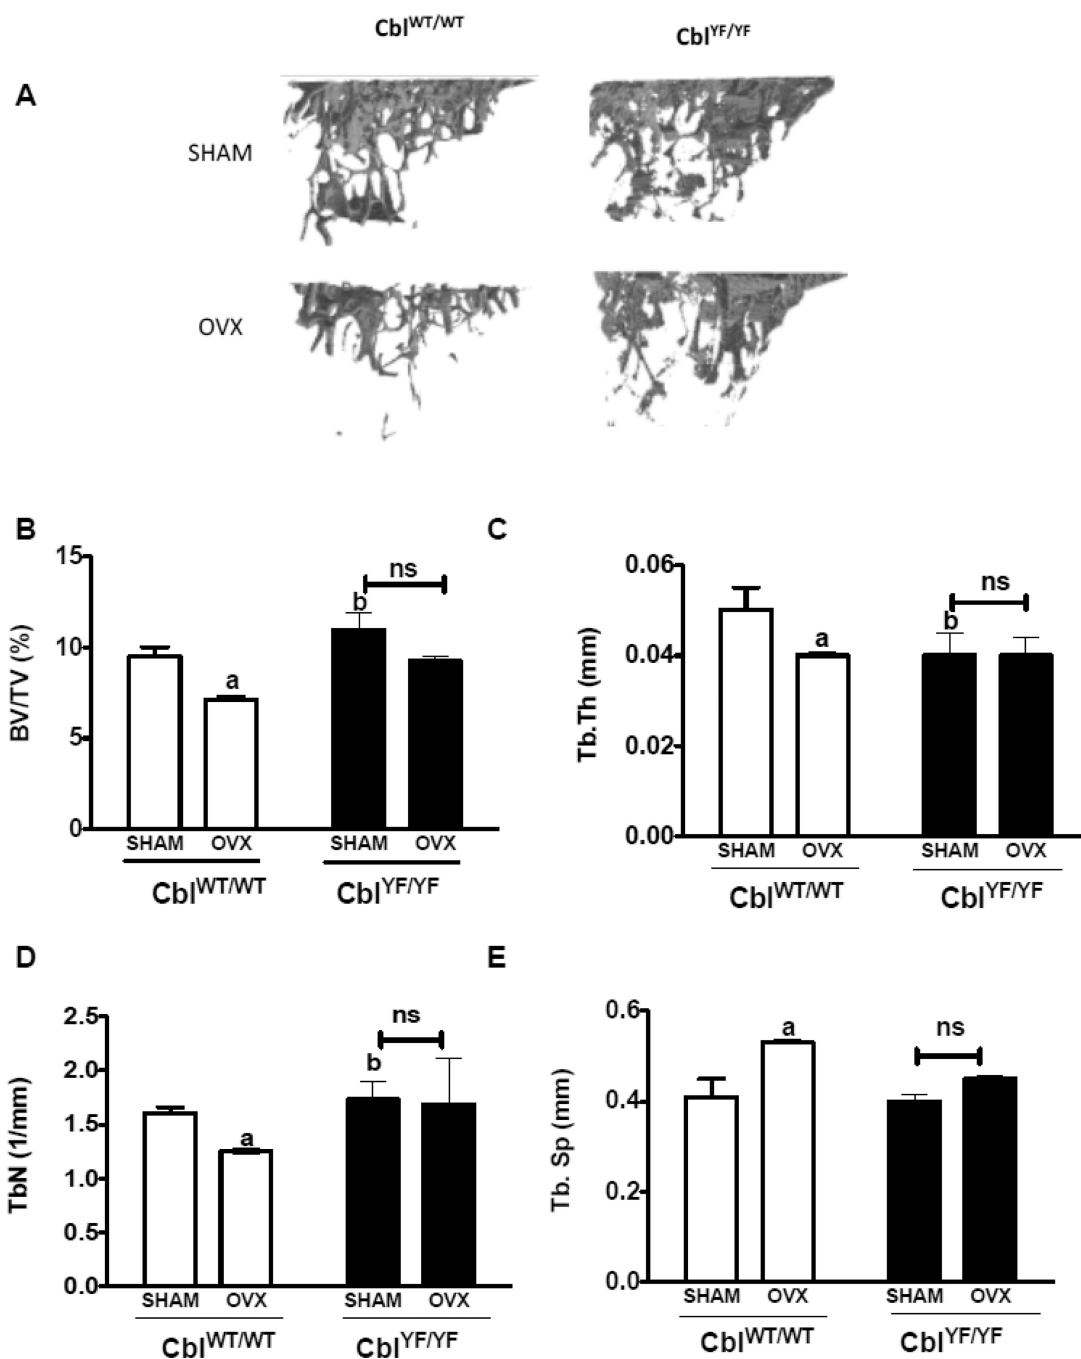 Cbl^WT/WT Cbl^YF/YF
A
SHAM
OVX
B
15
10
5
0
BV/TV (%)
a
b
ns
SHAM OVX SHAM OVX
Cbl^WT/WT Cbl^YF/YF
C
0.06
0.04
0.02
0.00
Tb.Th (mm)
a
b
ns
SHAM OVX SHAM OVX
Cbl^WT/WT Cbl^YF/YF
D
2.5
2.0
1.5
1.0
0.5
0.0
TbN (1/mm)
a
b
ns
SHAM OVX SHAM OVX
Cbl^WT/WT Cbl^YF/YF
E
0.6
0.4
0.2
0.0
Tb. Sp (mm)
a
ns
SHAM OVX SHAM OVX
Cbl^WT/WT Cbl^YF/YF